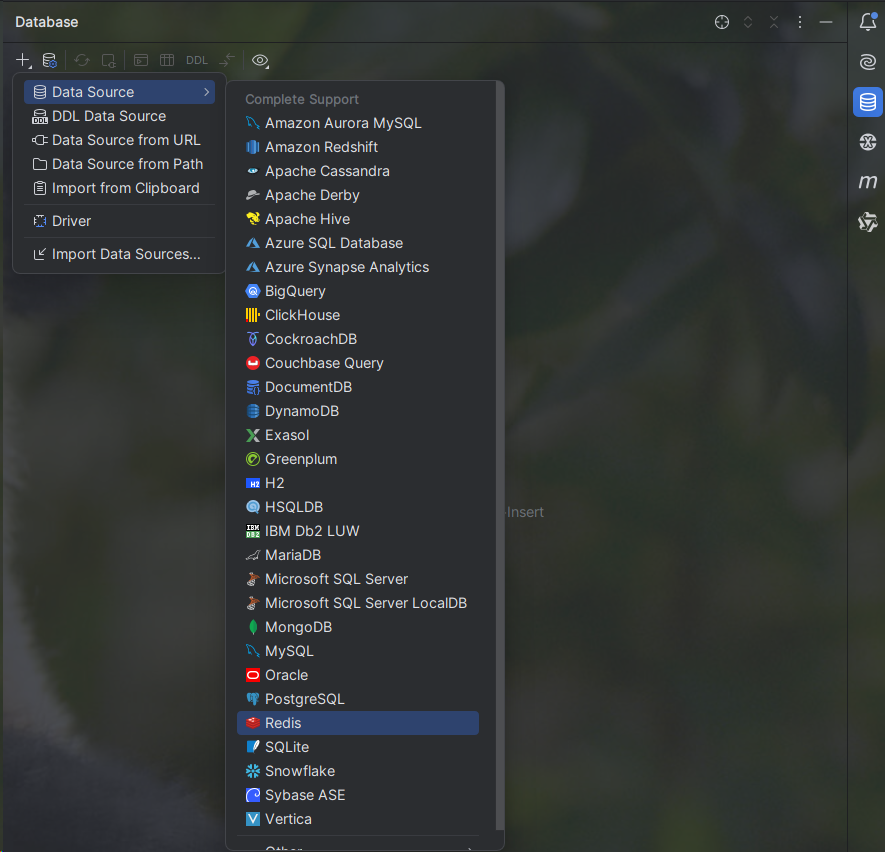 Database
DDL
Data Source
DDL Data Source
Data Source from URL
Data Source from Path
Import from Clipboard
Driver
Import Data Sources...
Complete Support
Amazon Aurora MySQL
Amazon Redshift
Apache Cassandra
Apache Derby
Apache Hive
Azure SQL Database
Azure Synapse Analytics
BigQuery
ClickHouse
CockroachDB
Couchbase Query
DocumentDB
DynamoDB
Exasol
Greenplum
H2
HSQLDB
IBM Db2 LUW
MariaDB
Microsoft SQL Server
Microsoft SQL Server LocalDB
MongoDB
MySQL
Oracle
PostgreSQL
Redis
SQLite
Snowflake
Sybase ASE
Vertica
Other
Insert
m